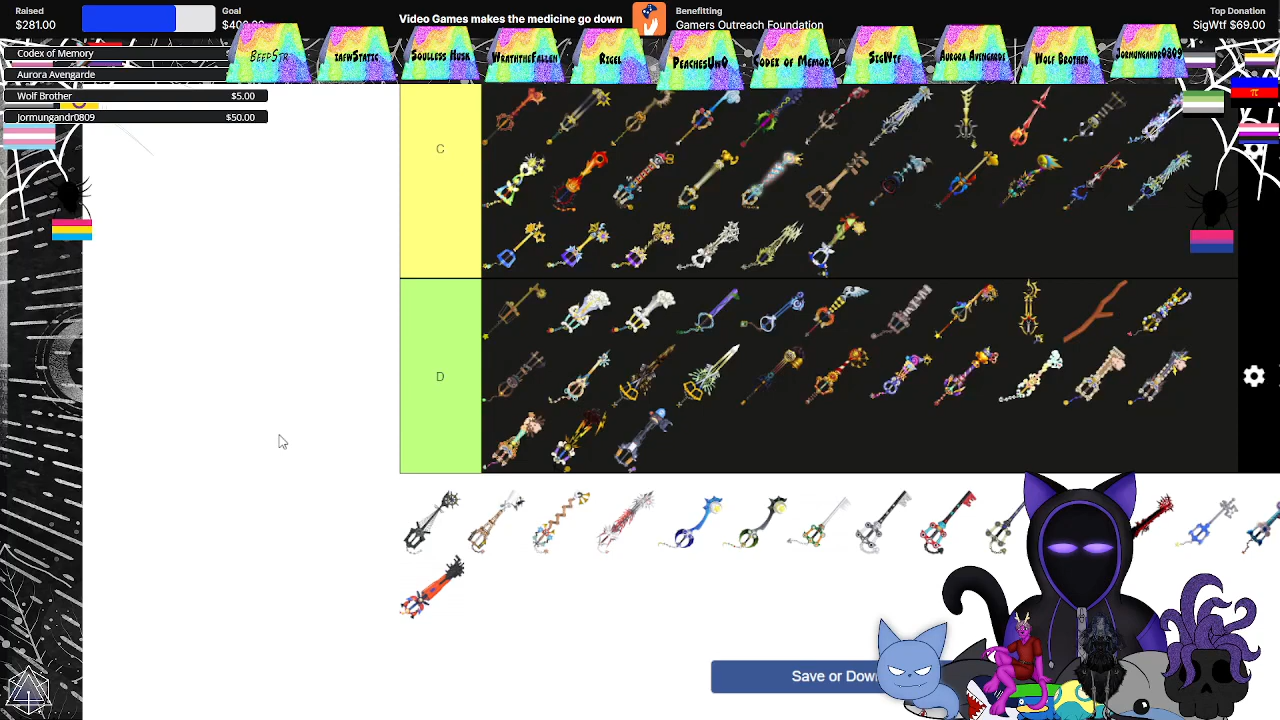 Raised
$281.00
Goal
Video Games makes the medicine go down
Benefitting
Gamers Outreach Foundation
Top Donation
SigWtf $69.00
BeepStr
IAFWStatic
Soulless Husk
WraththeFallen
Rigel
PeachesUwU
Codex of Memory
SigWtf
Aurora Avengarde
Wolf Brother
Jormungandr0809
Codex of Memory
Aurora Avengarde
Wolf Brother $5.00
Jormungandr0809 $50.00
C
D
Save or Down